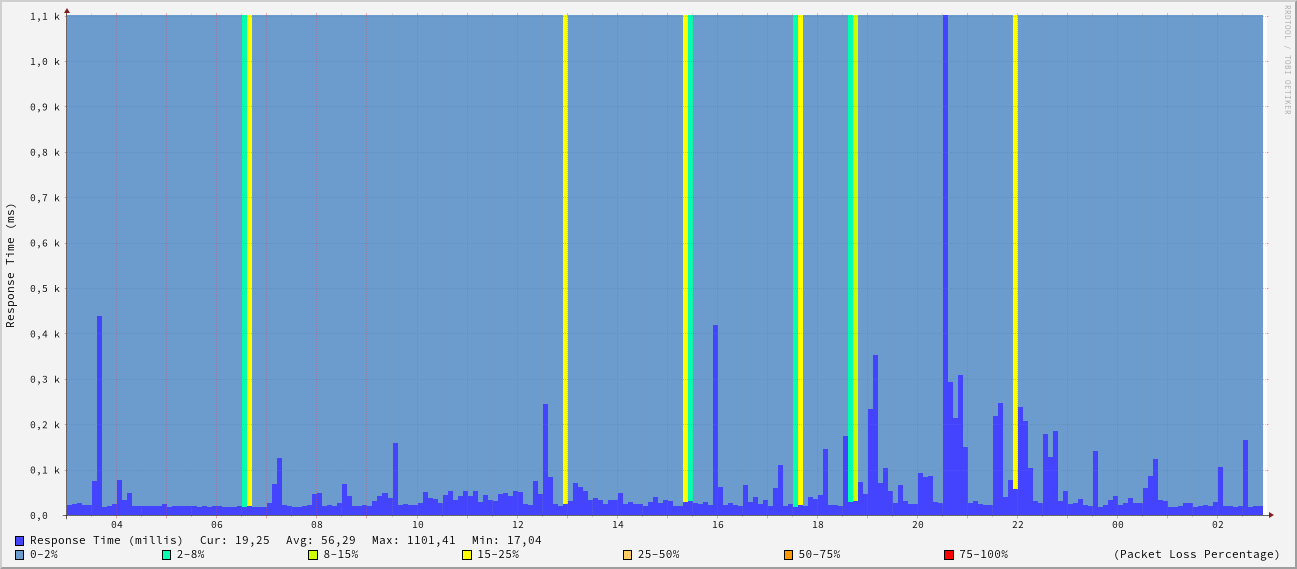 RRDTOOL / TOBI OETIKER
Response Time (ms)
1,1 k
1,0 k
0,9 k
0,8 k
0,7 k
0,6 k
0,5 k
0,4 k
0,3 k
0,2 k
0,1 k
0,0
04 06 08 10 12 14 16 18 20 22 00 02
Response Time (millis) Cur: 19,25 Avg: 56,29 Max: 1101,41 Min: 17,04
0-2% 2-8% 8-15% 15-25% 25-50% 50-75% 75-100% (Packet Loss Percentage)